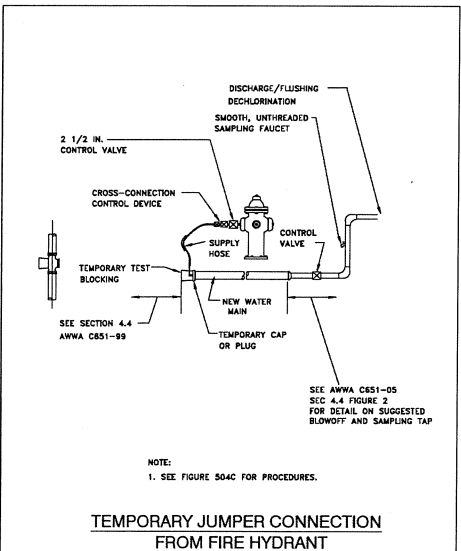 DISCHARGE/FLUSHING
DECHLORINATION
SMOOTH, UNTHREADED
SAMPLING FAUCET
2 1/2 IN.
CONTROL VALVE
CROSS-CONNECTION
CONTROL DEVICE
SUPPLY
HOSE
CONTROL
VALVE
TEMPORARY TEST
BLOCKING
NEW WATER
MAIN
SEE SECTION 4.4
AWWA C651-99
TEMPORARY CAP
OR PLUG
SEE AWWA C651-05
SEC 4.4 FIGURE 2
FOR DETAIL ON SUGGESTED
BLOWOFF AND SAMPLING TAP
NOTE:
1. SEE FIGURE 504C FOR PROCEDURES.
TEMPORARY JUMPER CONNECTION
FROM FIRE HYDRANT